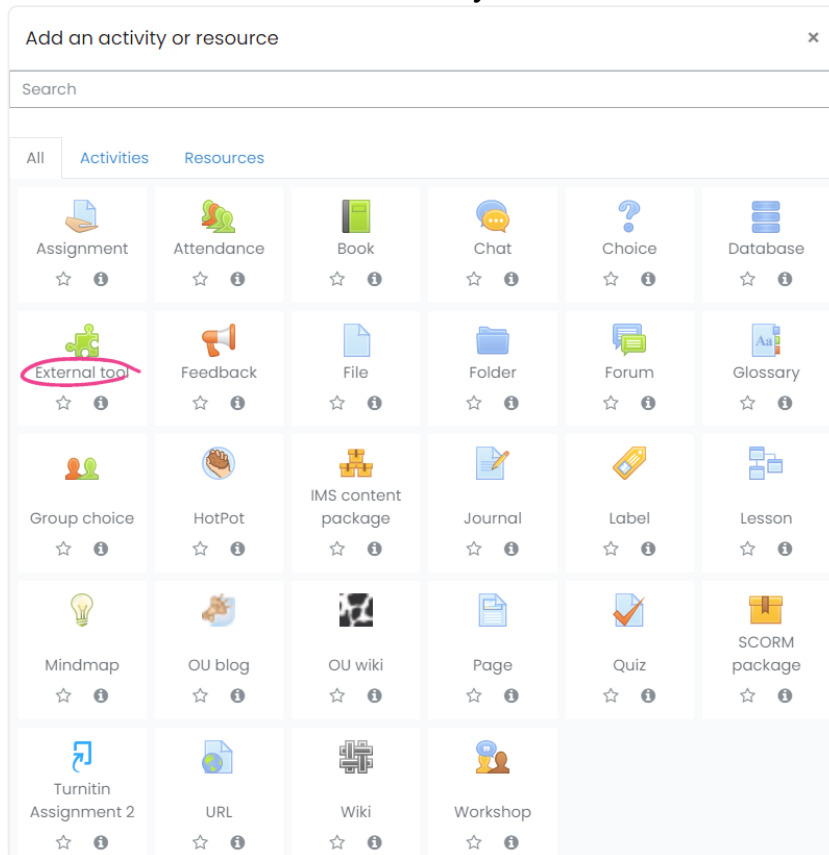 Add an activity or resource ×
Search
All Activities Resources
Assignment Attendance Book Chat Choice Database
External tool Feedback File Folder Forum Glossary
Group choice HotPot IMS content package Journal Label Lesson
Mindmap OU blog OU wiki Page Quiz SCORM package
Turnitin Assignment 2 URL Wiki Workshop